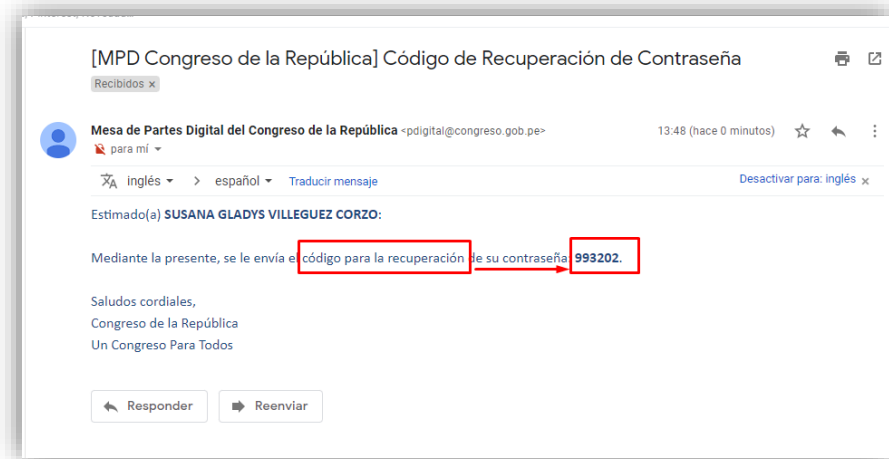 [MPD Congreso de la República] Código de Recuperación de Contraseña
Recibidos x
Mesa de Partes Digital del Congreso de la República <pdigital@congreso.gob.pe>
13:48 (hace 0 minutos)
para mí
inglés > español Traducir mensaje
Desactivar para: inglés x
Estimado(a) SUSANA GLADYS VILLEGUEZ CORZO:
Mediante la presente, se le envía el código para la recuperación de su contraseña: 993202.
Saludos cordiales,
Congreso de la República
Un Congreso Para Todos
Responder
Reenviar